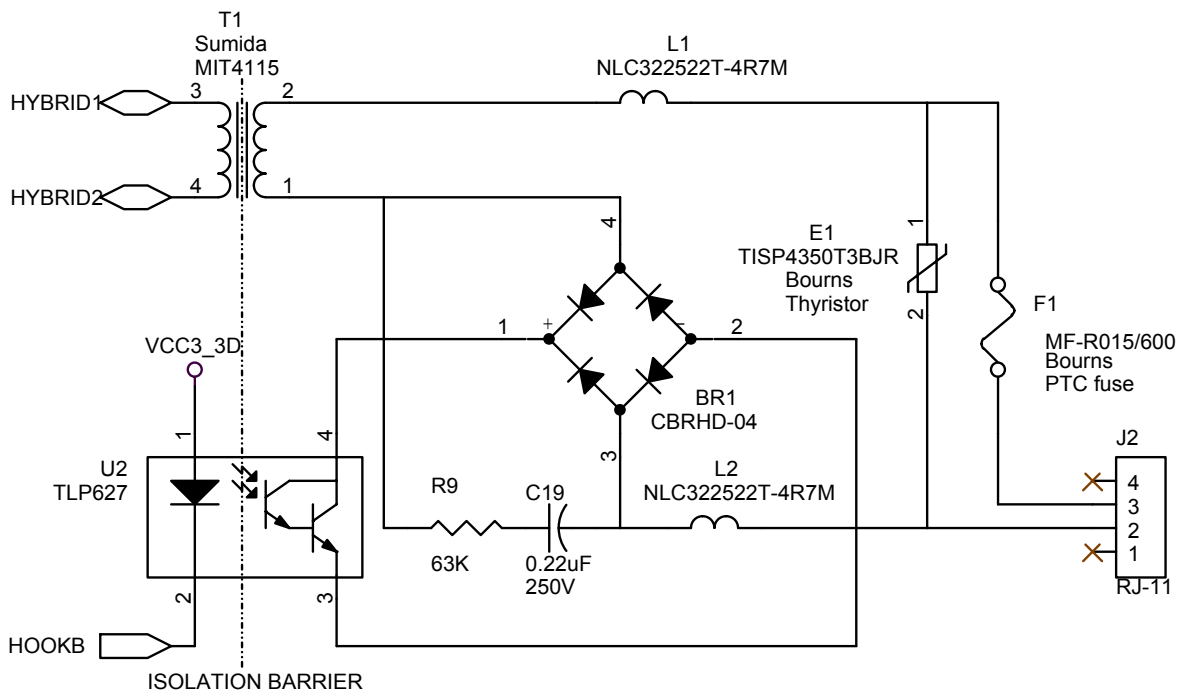 T1
Sumida
MIT4115
L1
NLC322522T-4R7M
HYBRID1
3
2
HYBRID2
4
1
4
E1
TISP4350T3BJR
Bourns
Thyristor
1
2
F1
MF-R015/600
Bourns
PTC fuse
1
+
-
2
VCC3_3D
BR1
CBRHD-04
3
J2
4
3
2
1
RJ-11
1
4
U2
TLP627
L2
NLC322522T-4R7M
R9
63K
C19
0.22uF
250V
2
3
HOOKB
ISOLATION BARRIER